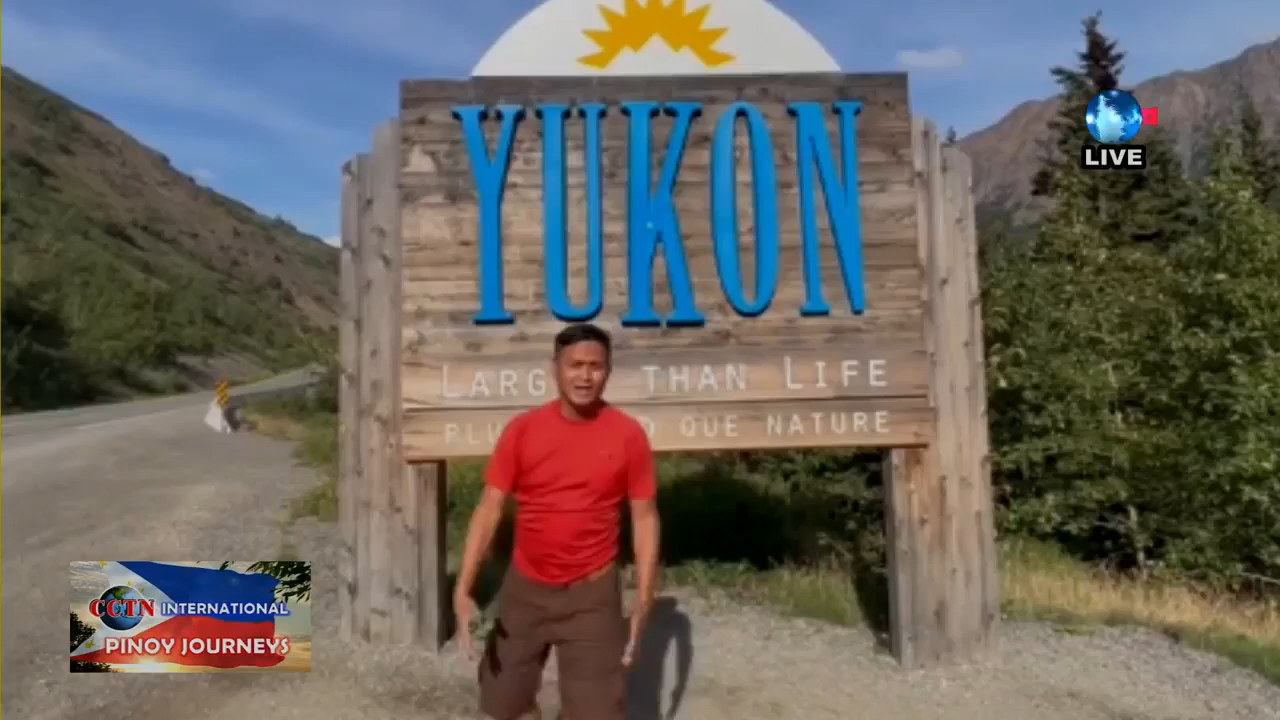 YUKON
LIVE
THAN LIFE
QUE NATURE
CCTN INTERNATIONAL
PINOY JOURNEYS